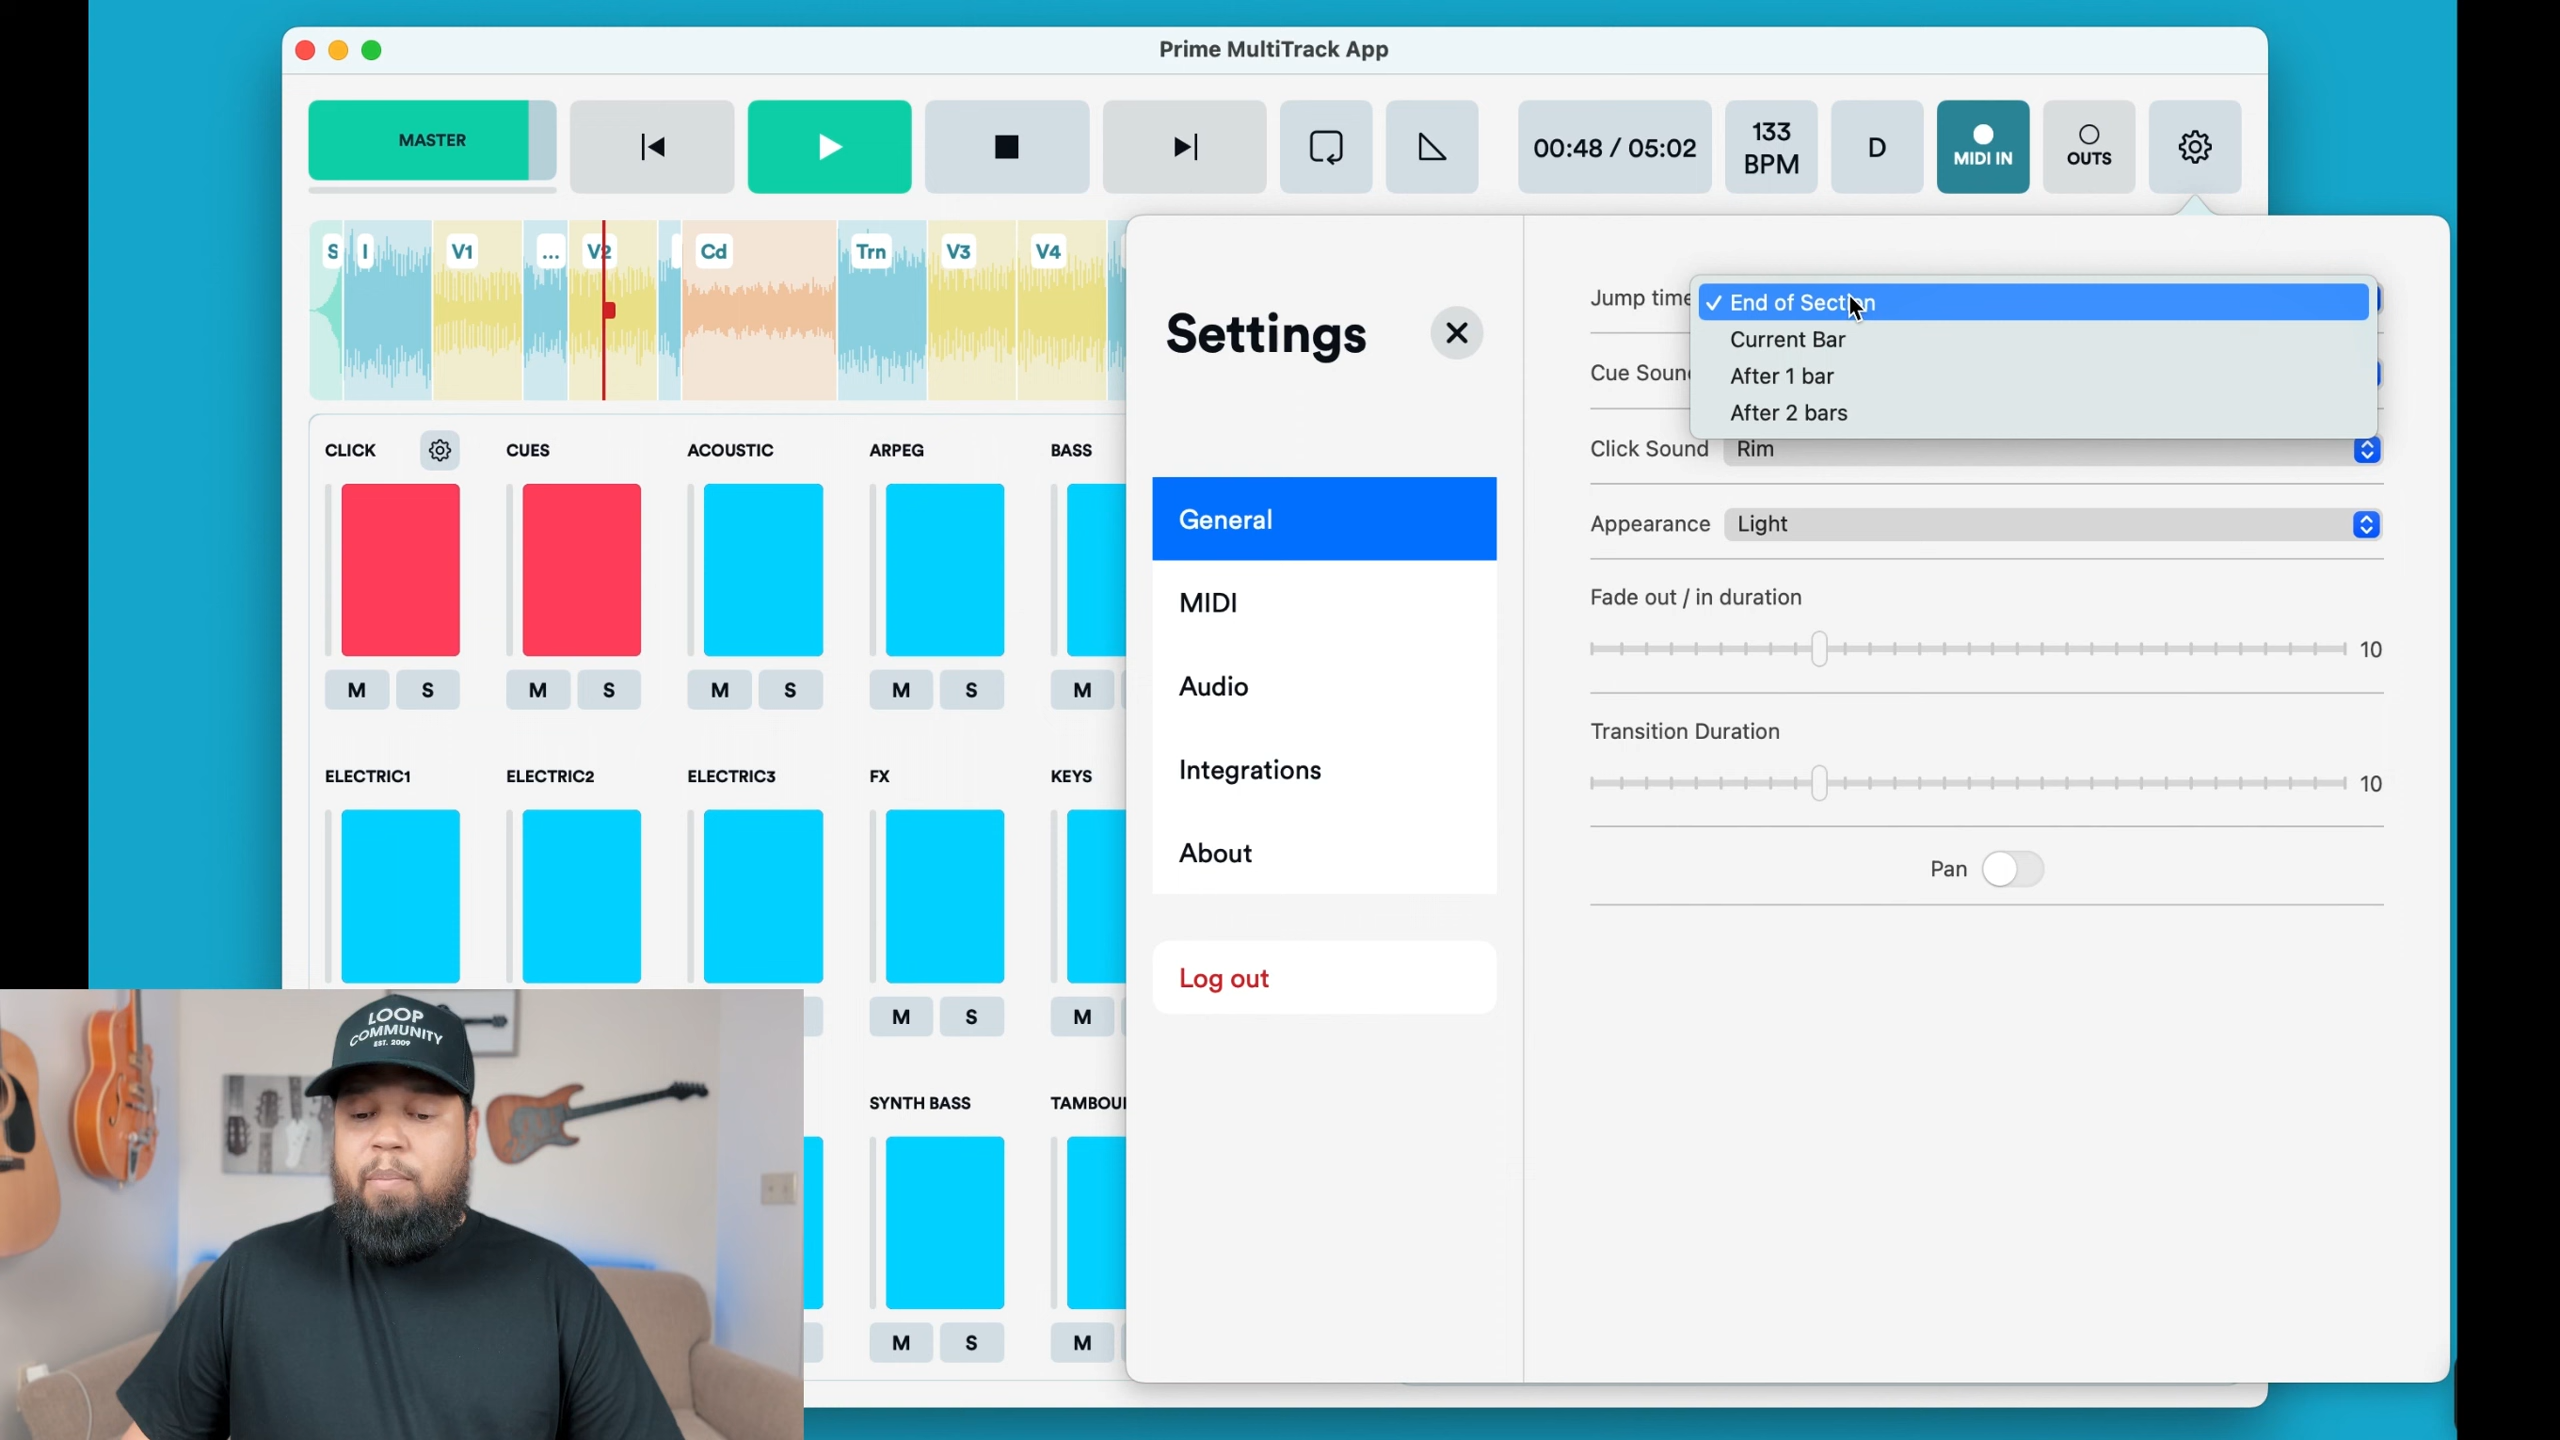 Prime MultiTrack App
MASTER
00:48 / 05:02
133
BPM
D
MIDI IN
OUTS
S
I
V1
...
V2
Cd
Trn
V3
V4
Settings
Jump time
✓ End of Section
Current Bar
After 1 bar
After 2 bars
Cue Soun
Click Sound
Rim
Appearance
Light
Fade out / in duration
10
Transition Duration
10
Pan
General
MIDI
Audio
Integrations
About
Log out
CLICK
CUES
ACOUSTIC
ARPEG
BASS
M S M S M S M S M
ELECTRIC1
ELECTRIC2
ELECTRIC3
FX
KEYS
M S M
SYNTH BASS
TAMBOU
M S M
LOOP
COMMUNITY
EST. 2009